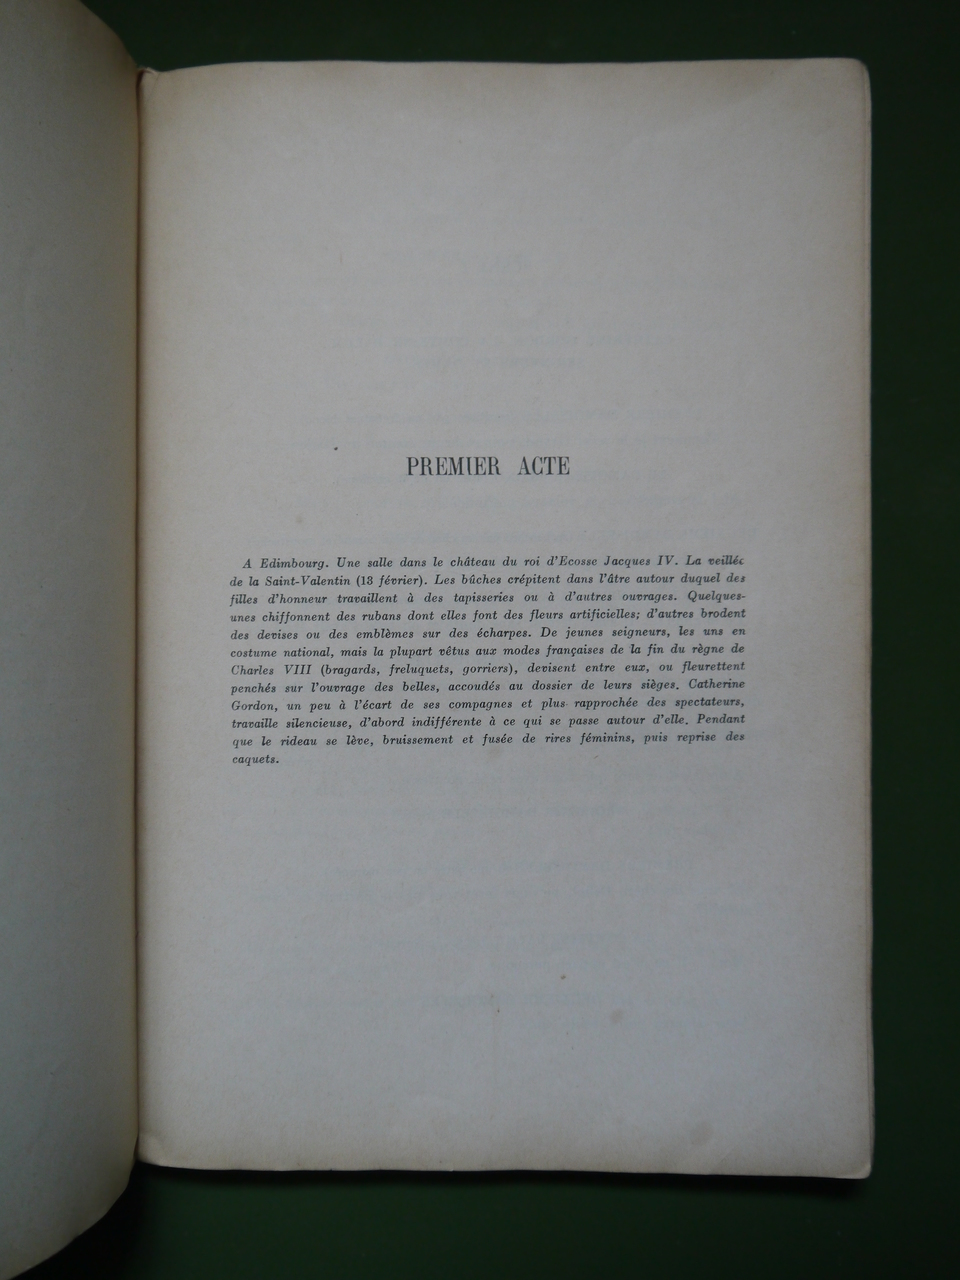 PREMIER ACTE
A Edimbourg. Une salle dans le château du roi d'Ecosse Jacques IV. La veillée
de la Saint-Valentin (13 février). Les bûches crépitent dans l'âtre autour duquel des
filles d'honneur travaillent à des tapisseries ou à d'autres ouvrages. Quelques-
unes chiffonnent des rubans dont elles font des fleurs artificielles; d'autres brodent
des devises ou des emblèmes sur des écharpes. De jeunes seigneurs, les uns en
costume national, mais la plupart vêtus aux modes françaises de la fin du règne de
Charles VIII (bragards, freluquets, gorriers), devisent entre eux, ou fleurettent
penchés sur l'ouvrage des belles, accoudés au dossier de leurs sièges. Catherine
Gordon, un peu à l'écart de ses compagnes et plus rapprochée des spectateurs,
travaille silencieuse, d'abord indifférente à ce qui se passe autour d'elle. Pendant
que le rideau se lève, bruissement et fusée de rires féminins, puis reprise des
caquets.